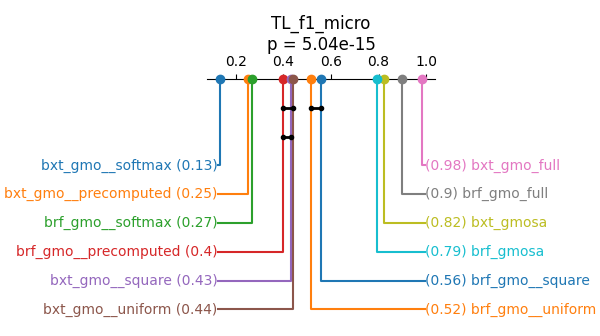 TL_f1_micro
p = 5.04e-15
0.2 0.4 0.6 0.8 1.0
bxt_gmo__softmax (0.13)
(0.98) bxt_gmo_full
bxt_gmo__precomputed (0.25)
(0.9) brf_gmo_full
brf_gmo__softmax (0.27)
(0.82) bxt_gmosa
brf_gmo__precomputed (0.4)
(0.79) brf_gmosa
bxt_gmo__square (0.43)
(0.56) brf_gmo__square
bxt_gmo__uniform (0.44)
(0.52) brf_gmo__uniform